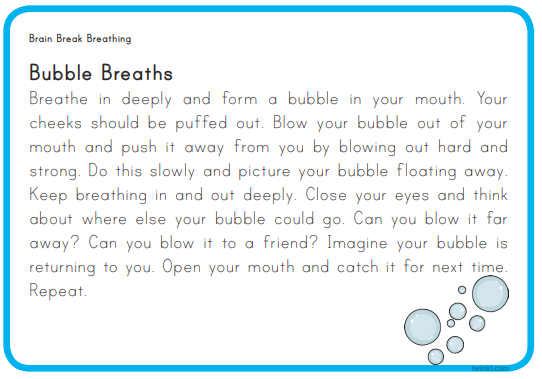 Brain Break Breathing
Bubble Breaths
Breathe in deeply and form a bubble in your mouth. Your
cheeks should be puffed out. Blow your bubble out of your
mouth and push it away from you by blowing out hard and
strong. Do this slowly and picture your bubble floating away.
Keep breathing in and out deeply. Close your eyes and think
about where else your bubble could go. Can you blow it far
away? Can you blow it to a friend? Imagine your bubble is
returning to you. Open your mouth and catch it for next time.
Repeat.
twinkl.com